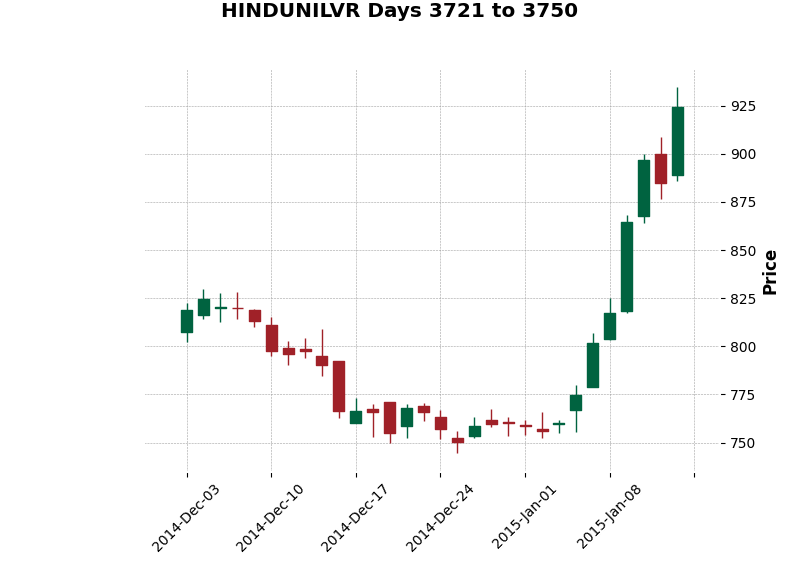 HINDUNILVR Days 3721 to 3750
925
900
875
850
825
800
775
750
Price
2014-Dec-03
2014-Dec-10
2014-Dec-17
2014-Dec-24
2015-Jan-01
2015-Jan-08